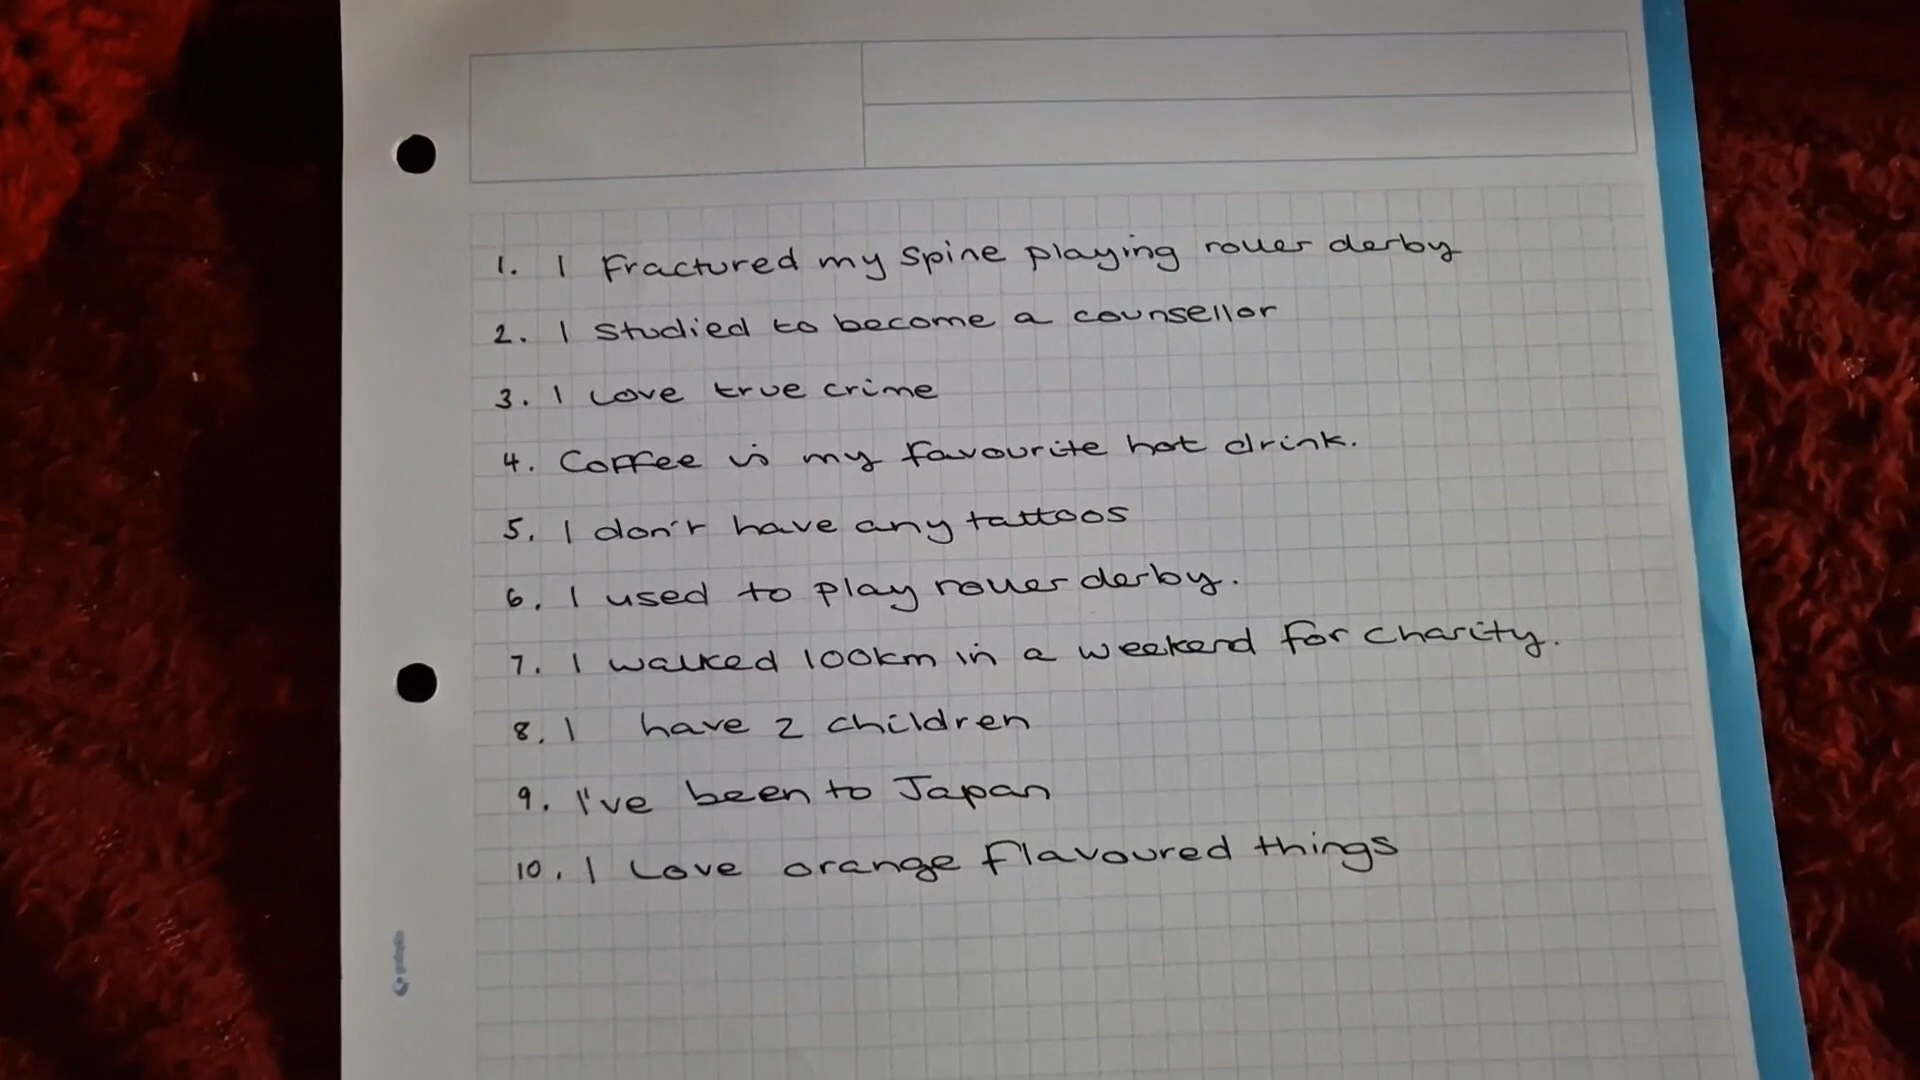 1. I Fractured my spine playing roller derby
2. I studied to become a counsellor
3. I love true crime
4. Coffee is my favourite hot drink.
5. I don't have any tattoos
6. I used to play roller derby.
7. I walked 100km in a weekend for charity.
8. I have 2 children
9. I've been to Japan
10. I Love orange flavoured things